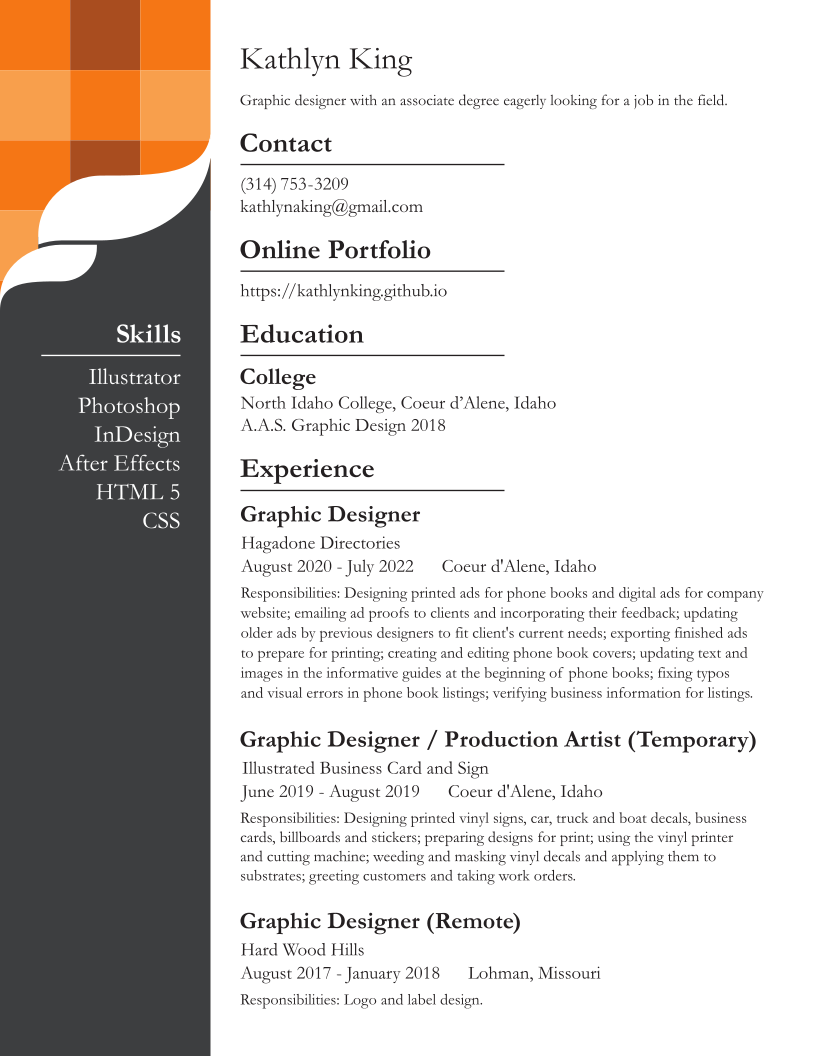 Kathlyn King
Graphic designer with an associate degree eagerly looking for a job in the field.
Contact
(314) 753-3209
kathlynaking@gmail.com
Online Portfolio
https://kathlynking.github.io
Skills
Illustrator
Photoshop
InDesign
After Effects
HTML 5
CSS
Education
College
North Idaho College, Coeur d’Alene, Idaho
A.A.S. Graphic Design 2018
Experience
Graphic Designer
Hagadone Directories
August 2020 - July 2022 Coeur d'Alene, Idaho
Responsibilities: Designing printed ads for phone books and digital ads for company
website; emailing ad proofs to clients and incorporating their feedback; updating
older ads by previous designers to fit client's current needs; exporting finished ads
to prepare for printing; creating and editing phone book covers; updating text and
images in the informative guides at the beginning of phone books; fixing typos
and visual errors in phone book listings; verifying business information for listings.
Graphic Designer / Production Artist (Temporary)
Illustrated Business Card and Sign
June 2019 - August 2019 Coeur d'Alene, Idaho
Responsibilities: Designing printed vinyl signs, car, truck and boat decals, business
cards, billboards and stickers; preparing designs for print; using the vinyl printer
and cutting machine; weeding and masking vinyl decals and applying them to
substrates; greeting customers and taking work orders.
Graphic Designer (Remote)
Hard Wood Hills
August 2017 - January 2018 Lohman, Missouri
Responsibilities: Logo and label design.